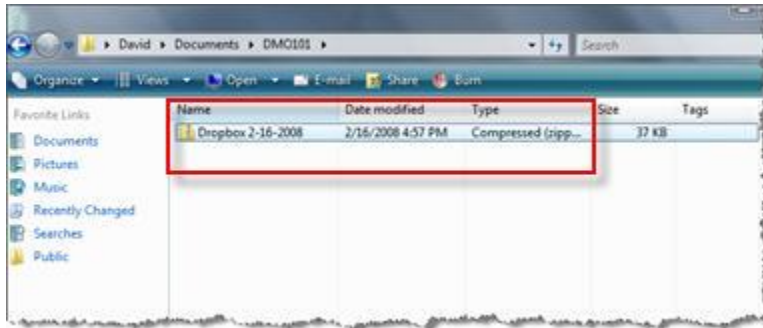 David ▸ Documents ▸ DMO101 ▸ Search
Organize Views Open E-mail Share Burn
Favorite Links
Name Date modified Type Size Tags
Dropbox 2-16-2008 2/16/2008 4:57 PM Compressed (zipp... 37 KB
Documents
Pictures
Music
Recently Changed
Searches
Public